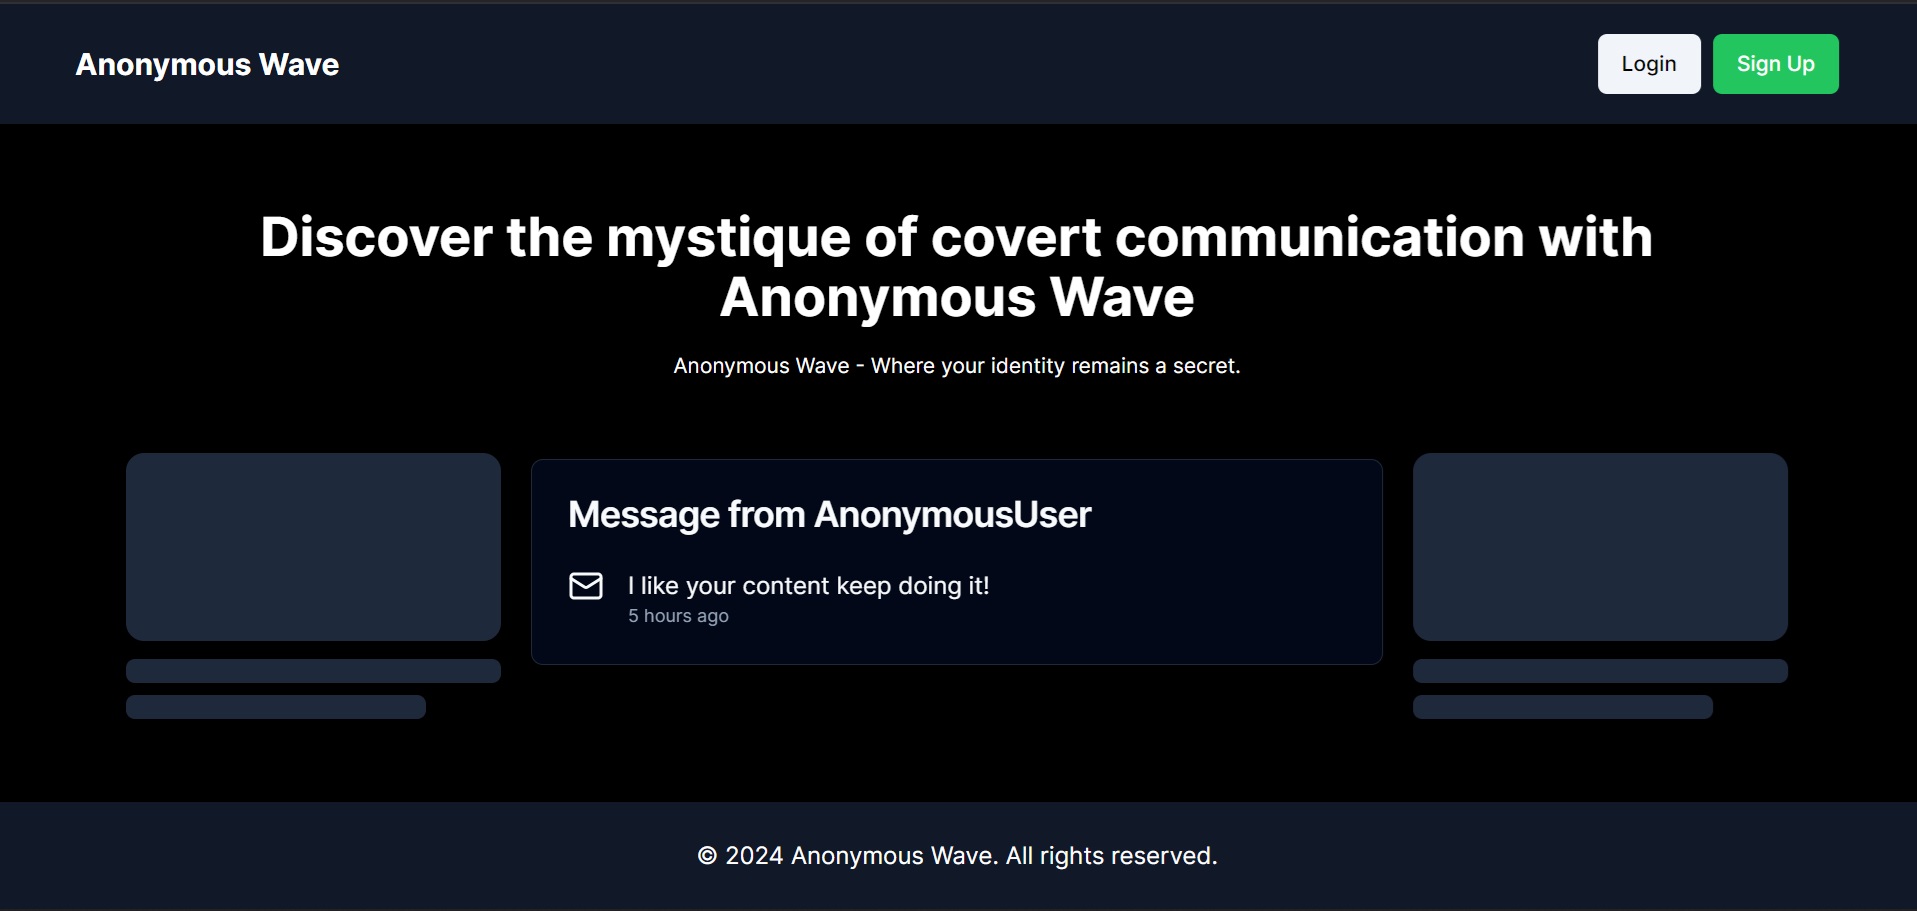 Anonymous Wave
Login
Sign Up
Discover the mystique of covert communication with
Anonymous Wave
Anonymous Wave - Where your identity remains a secret.
Message from AnonymousUser
I like your content keep doing it!
5 hours ago
© 2024 Anonymous Wave. All rights reserved.